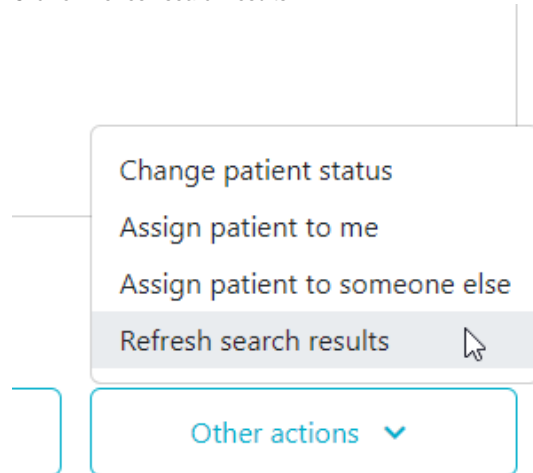 Change patient status
Assign patient to me
Assign patient to someone else
Refresh search results
Other actions